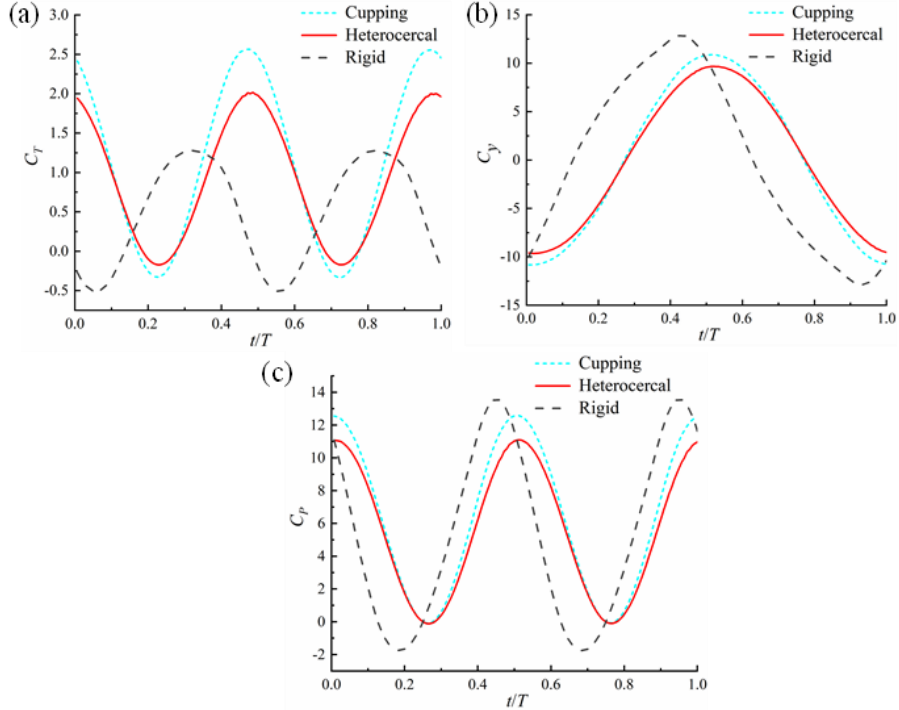 (a)
Cupping
Heterocercal
Rigid
3.0
2.5
2.0
1.5
1.0
0.5
0.0
-0.5
C_T
0.0 0.2 0.4 0.6 0.8 1.0
t/T
(b)
Cupping
Heterocercal
Rigid
15
10
5
0
-5
-10
-15
C_y
0.0 0.2 0.4 0.6 0.8 1.0
t/T
(c)
Cupping
Heterocercal
Rigid
14
12
10
8
6
4
2
0
-2
C_P
0.0 0.2 0.4 0.6 0.8 1.0
t/T